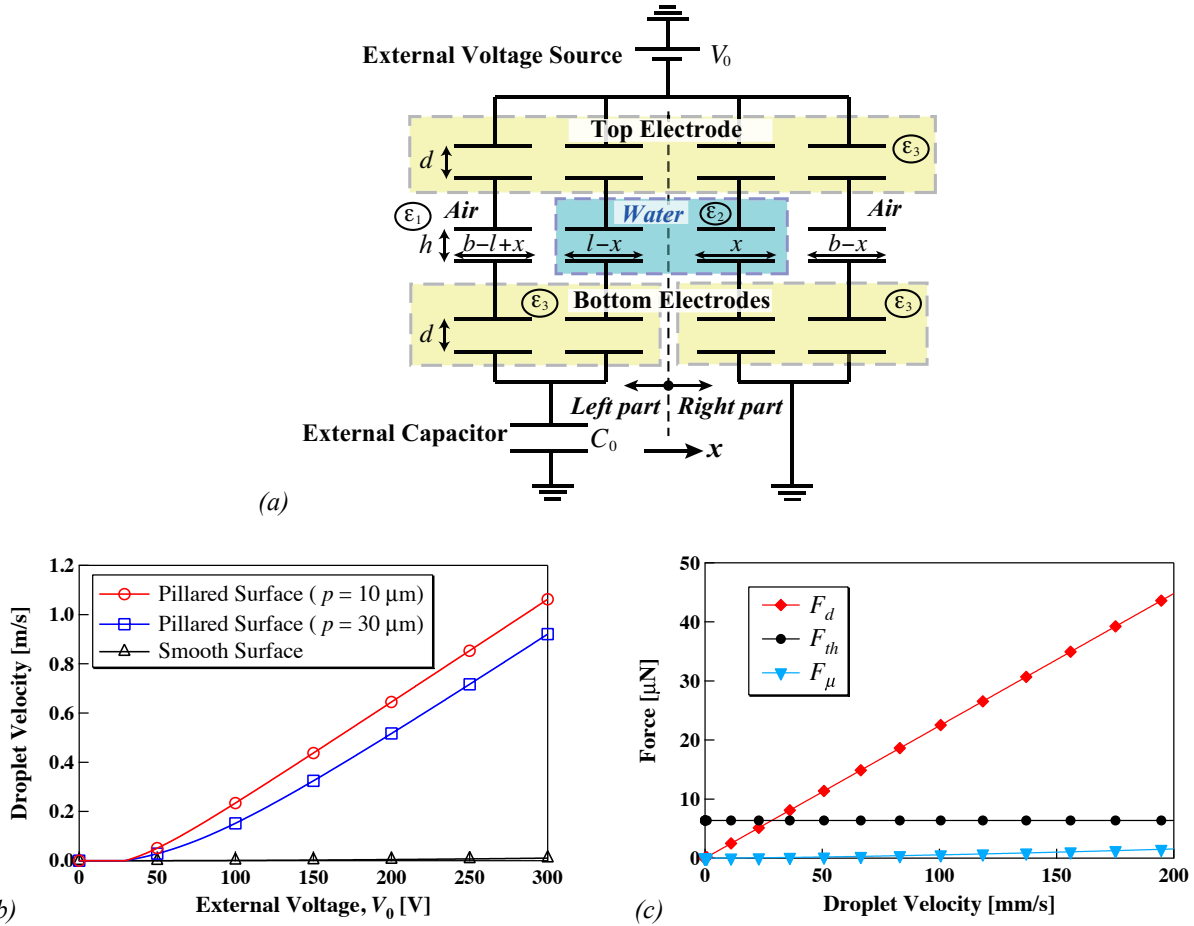 External Voltage Source V₀
Top Electrode
d ε₃
ε₁ Air Water ε₂ Air
h b−l+x l−x x b−x
ε₃ Bottom Electrodes ε₃
d
Left part Right part
External Capacitor C₀ x
(a)
1.2
1.0
0.8
0.6
0.4
0.2
0.0
Droplet Velocity [m/s]
Pillared Surface ( p = 10 μm)
Pillared Surface ( p = 30 μm)
Smooth Surface
0 50 100 150 200 250 300
External Voltage, V₀ [V]
)
50
40
30
20
10
0
Force [μN]
F_d
F_th
F_μ
0 50 100 150 200
Droplet Velocity [mm/s]
(c)